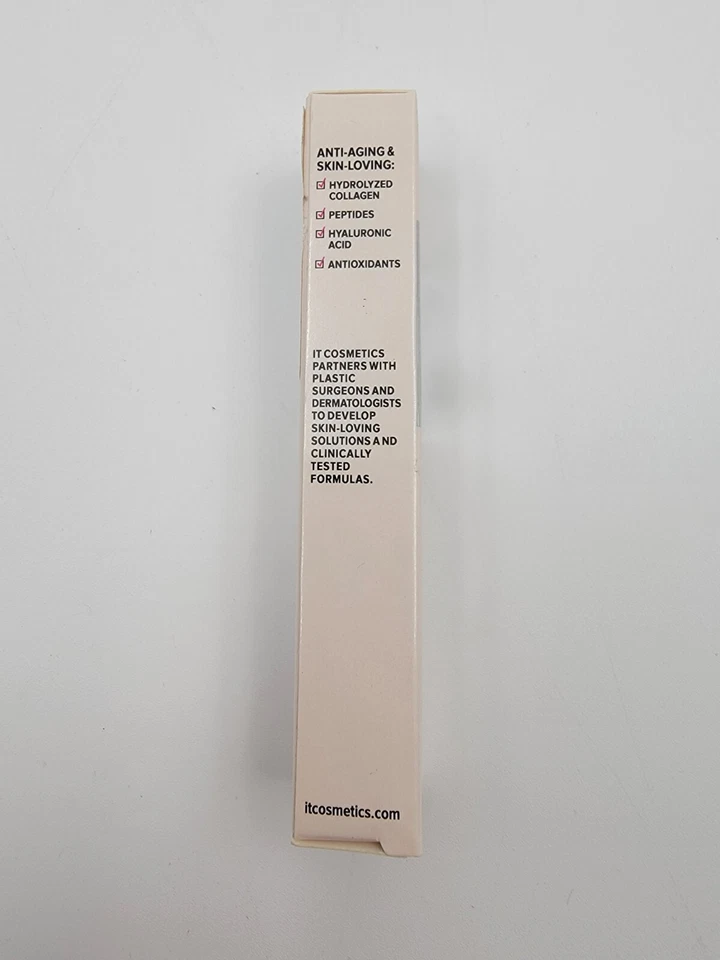 ANTI-AGING &
SKIN-LOVING:
HYDROLYZED
COLLAGEN
PEPTIDES
HYALURONIC
ACID
ANTIOXIDANTS
IT COSMETICS
PARTNERS WITH
PLASTIC
SURGEONS AND
DERMATOLOGISTS
TO DEVELOP
SKIN-LOVING
SOLUTIONS AND
CLINICALLY
TESTED
FORMULAS.
itcosmetics.com